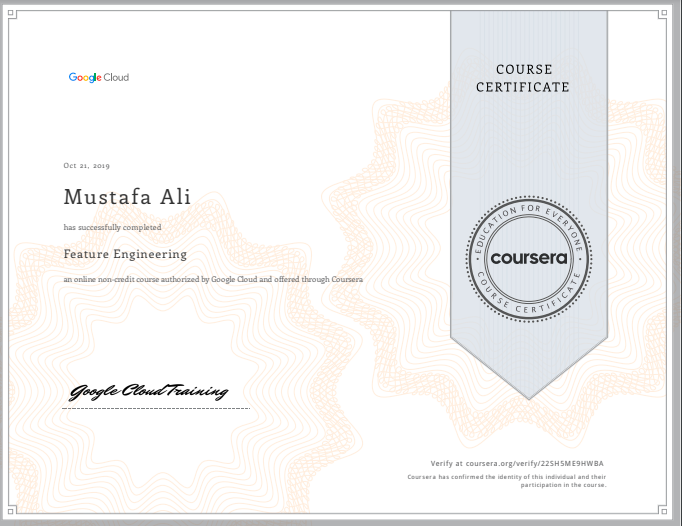 Google Cloud
COURSE
CERTIFICATE
Oct 21, 2019
Mustafa Ali
has successfully completed
Feature Engineering
an online non-credit course authorized by Google Cloud and offered through Coursera
EDUCATION FOR EVERYONE
coursera
COURSE CERTIFICATE
Google Cloud Training
Verify at coursera.org/verify/225H5ME9HWBA
Coursera has confirmed the identity of this individual and their
participation in the course.